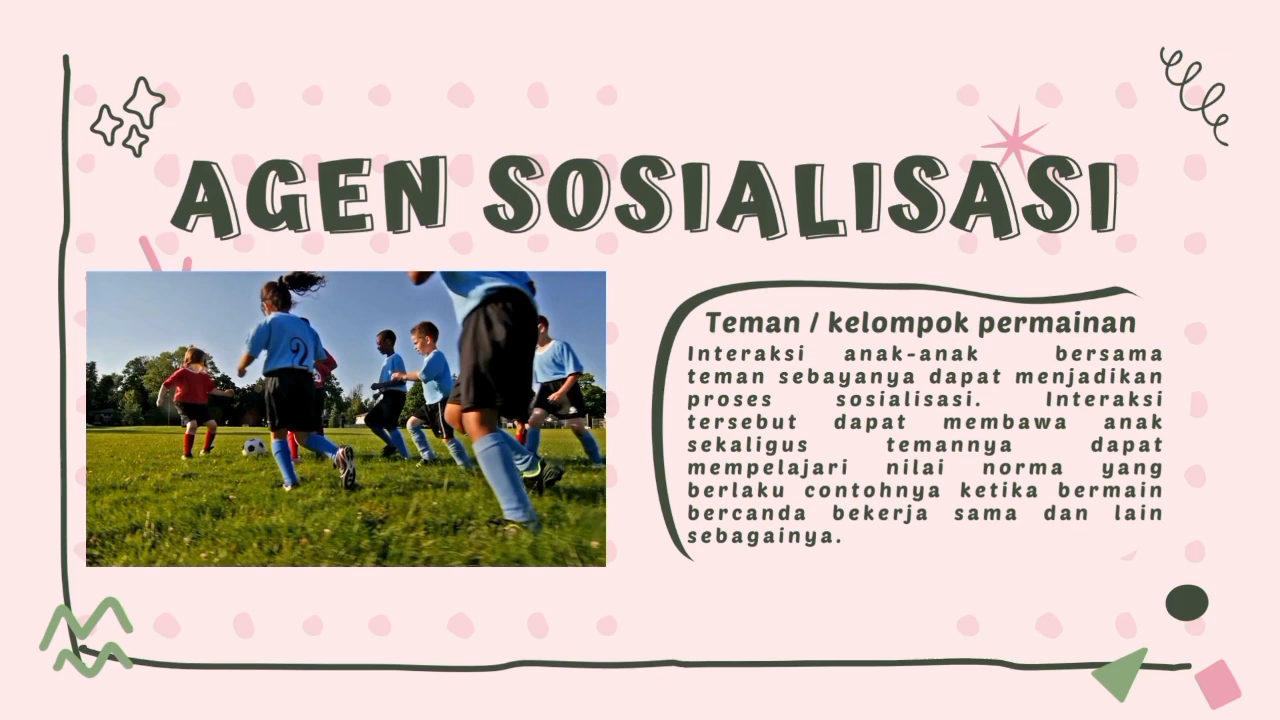 AGEN SOSIALISASI
2
Teman / kelompok permainan
Interaksi anak-anak bersama
teman sebayanya dapat menjadikan
proses sosialisasi. Interaksi
tersebut dapat membawa anak
sekaligus temannya dapat
mempelajari nilai norma yang
berlaku contohnya ketika bermain
bercanda bekerja sama dan lain
sebagainya.